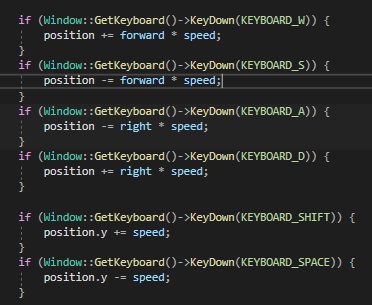 if (Window::GetKeyboard()->KeyDown(KEYBOARD_W)) {
position += forward * speed;
}
if (Window::GetKeyboard()->KeyDown(KEYBOARD_S)) {
position -= forward * speed;
}
if (Window::GetKeyboard()->KeyDown(KEYBOARD_A)) {
position -= right * speed;
}
if (Window::GetKeyboard()->KeyDown(KEYBOARD_D)) {
position += right * speed;
}
if (Window::GetKeyboard()->KeyDown(KEYBOARD_SHIFT)) {
position.y += speed;
}
if (Window::GetKeyboard()->KeyDown(KEYBOARD_SPACE)) {
position.y -= speed;
}